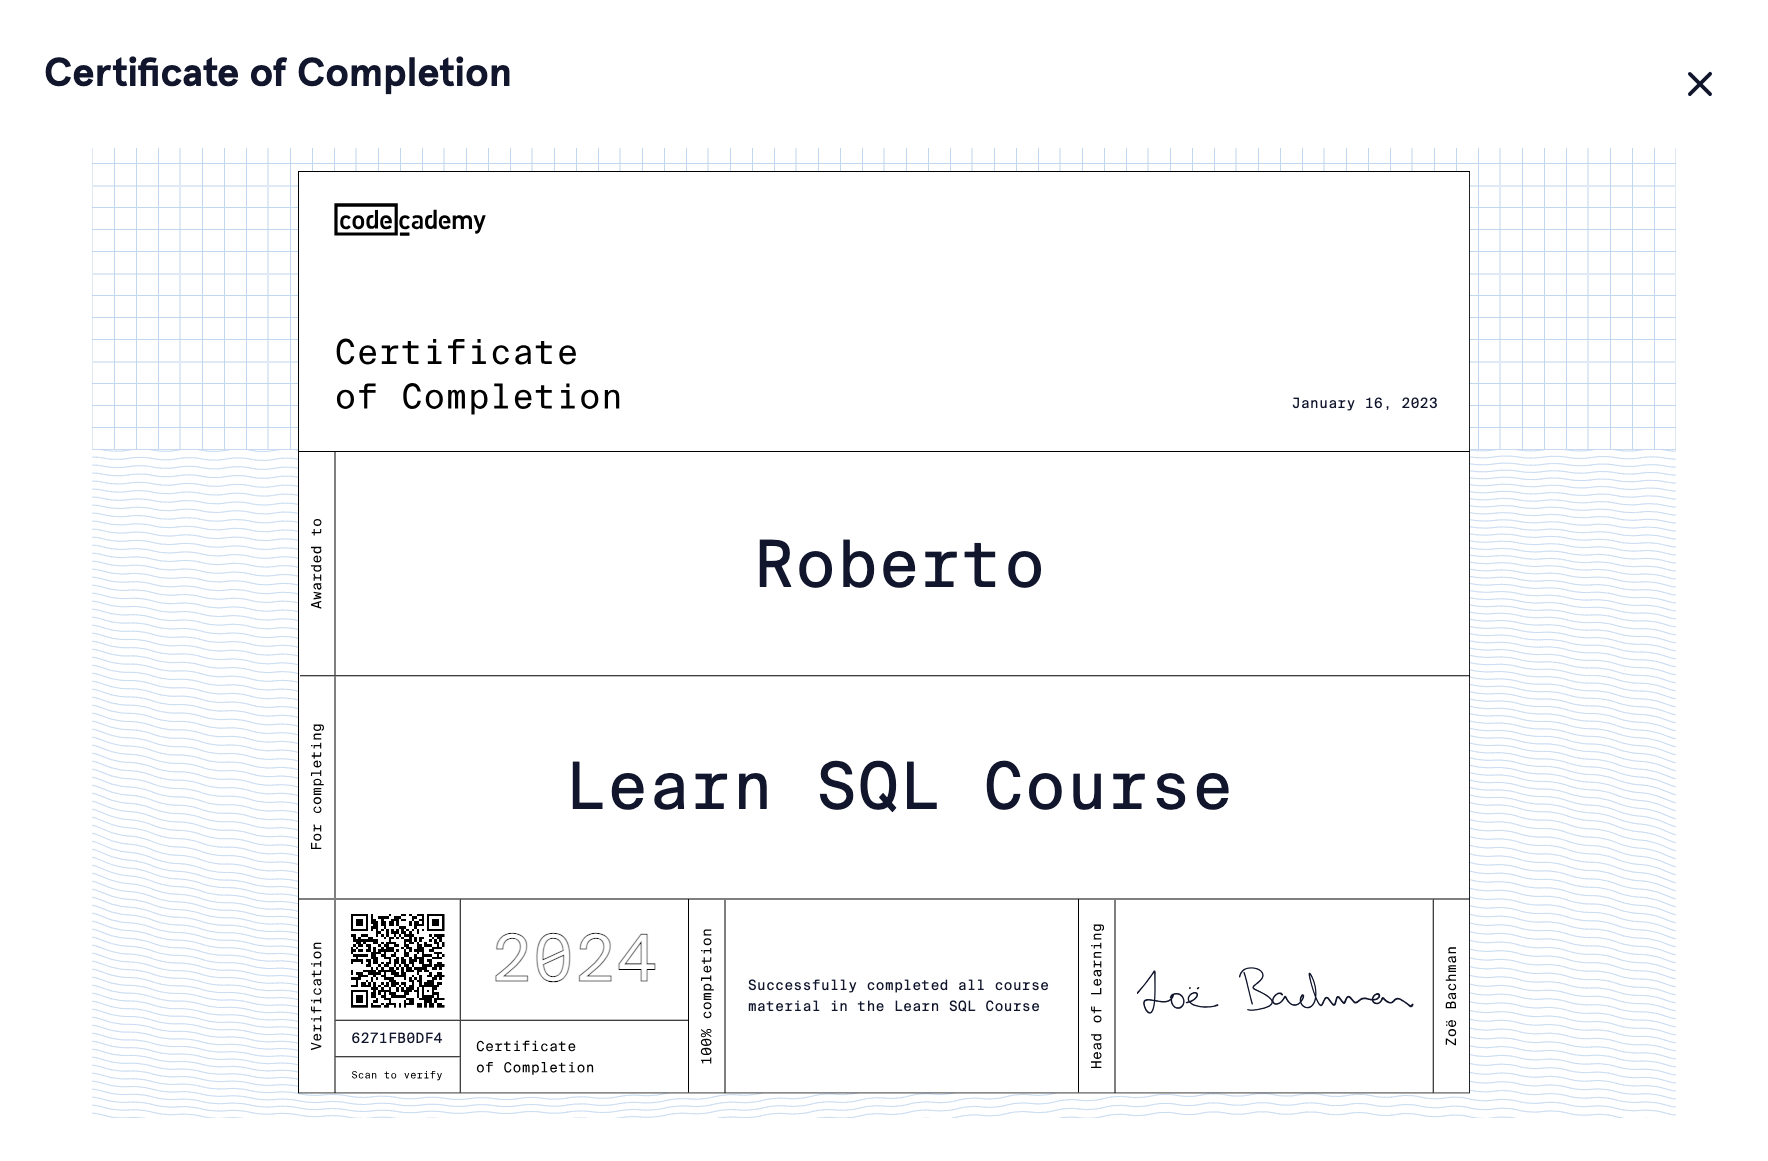 Certificate of Completion
codecademy
Certificate
of Completion
January 16, 2023
Awarded to
Roberto
For completing
Learn SQL Course
Verification
6271FB0DF4
Scan to verify
2024
Certificate
of Completion
100% completion
Successfully completed all course
material in the Learn SQL Course
Head of Learning
Zoë Bachman
Zoë Bachman